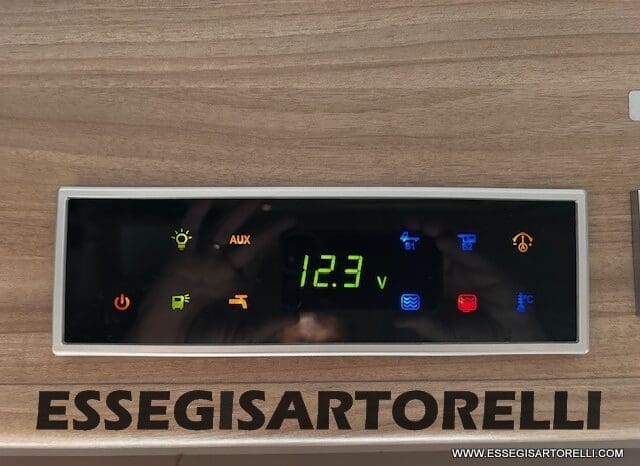 AUX
12.3 V
B1
B2
A
°C
ESSEGISARTORELLI
WWW.ESSEGISARTORELLI.COM